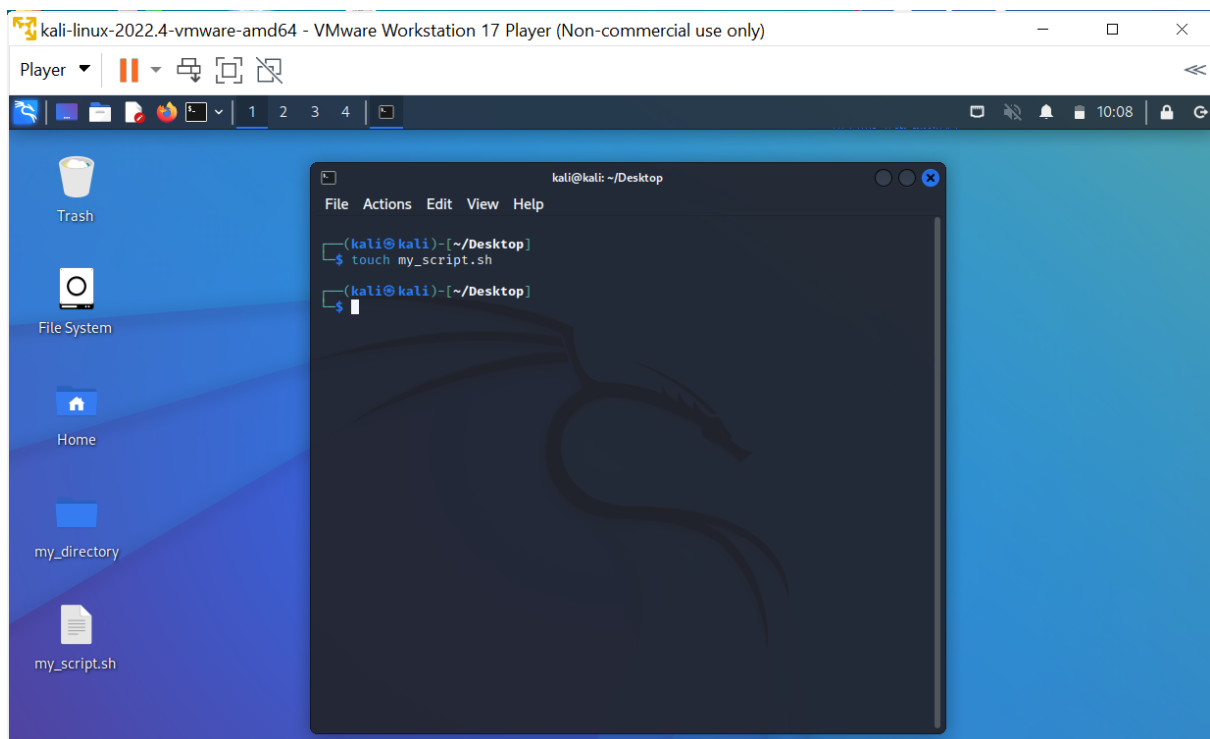 kali-linux-2022.4-vmware-amd64 - VMware Workstation 17 Player (Non-commercial use only)
Player
1 2 3 4 10:08
kali@kali: ~/Desktop
File Actions Edit View Help
(kali㉿kali)-[~/Desktop]
$ touch my_script.sh
(kali㉿kali)-[~/Desktop]
$
Trash
File System
Home
my_directory
my_script.sh